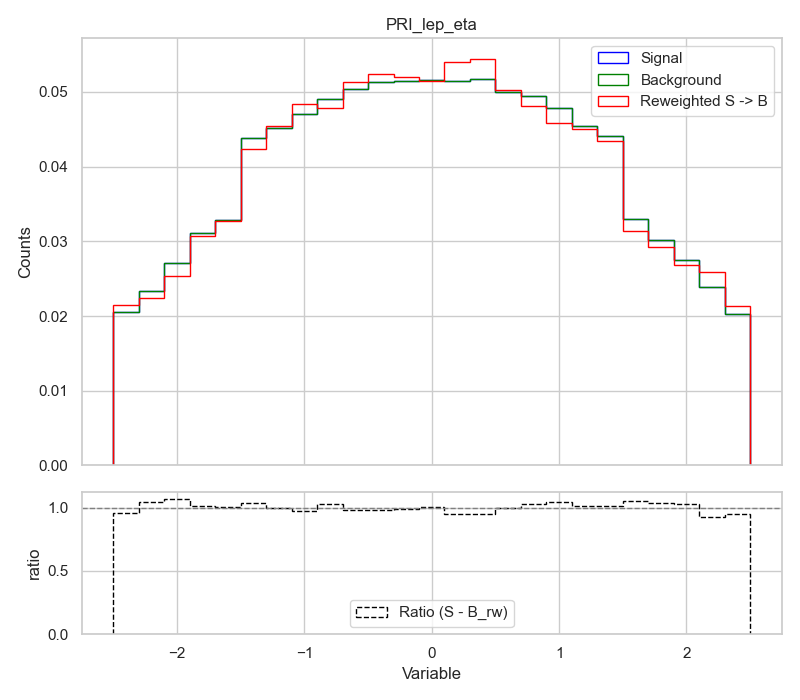 PRI_lep_eta
Signal
Background
Reweighted S -> B
Counts
0.05
0.04
0.03
0.02
0.01
0.00
ratio
1.0
0.5
0.0
Ratio (S - B_rw)
−2
−1
0
1
2
Variable